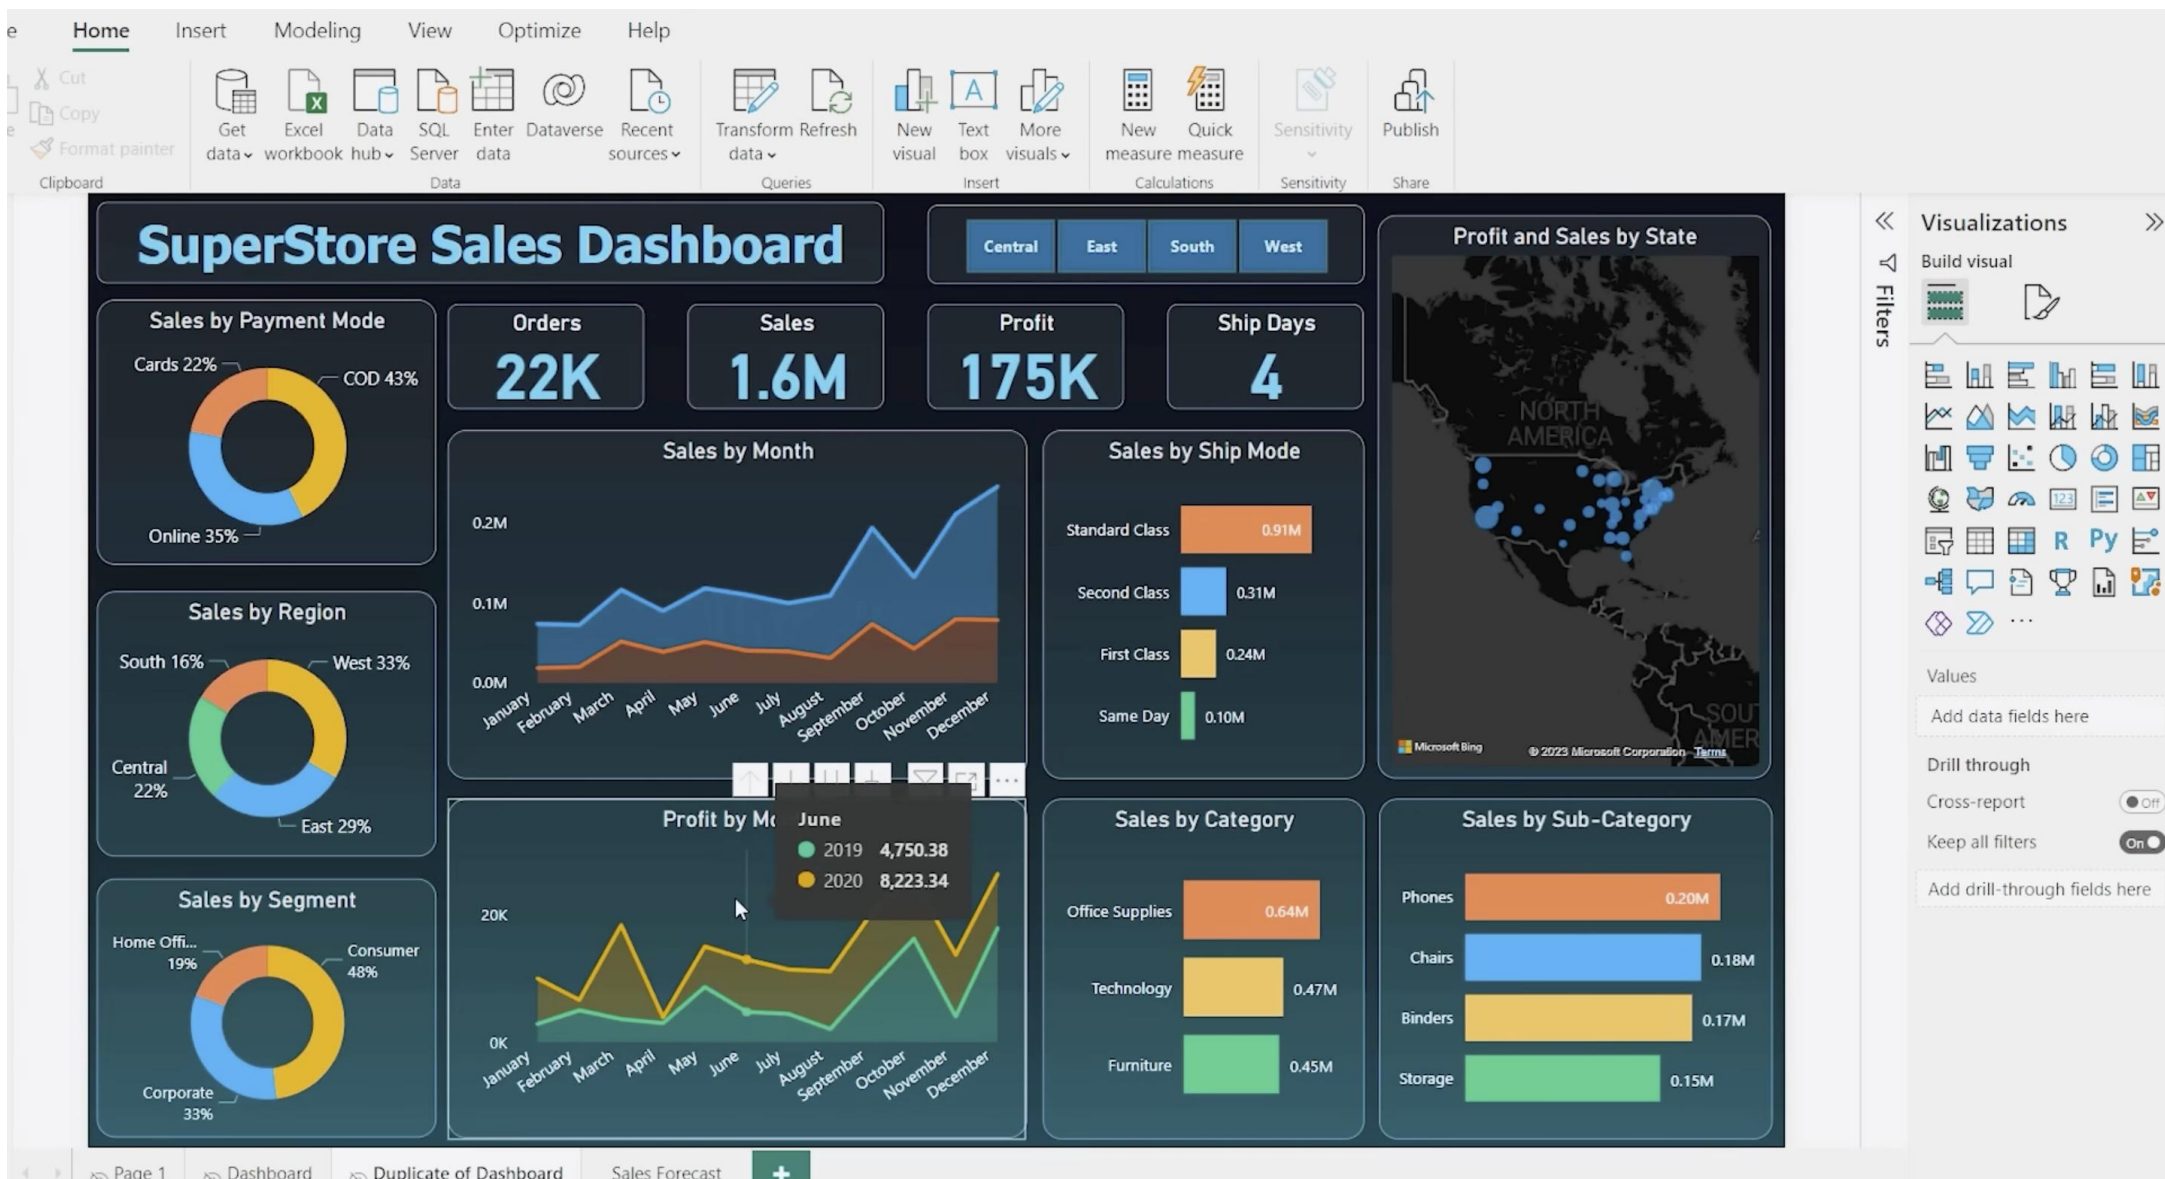 e
Home
Insert
Modeling
View
Optimize
Help
Cut
Copy
e
Format painter
Clipboard
Get
data
Excel
workbook
Data
hub
SQL
Server
Enter
data
Dataverse
Recent
sources
Data
Transform
data
Refresh
Queries
New
visual
A
Text
box
More
visuals
Insert
New
measure
Quick
measure
Calculations
Sensitivity
Sensitivity
Publish
Share
SuperStore Sales Dashboard
Central
East
South
West
Sales by Payment Mode
Cards 22%
COD 43%
Online 35%
Orders
22K
Sales
1.6M
Profit
175K
Ship Days
4
Profit and Sales by State
NORTH
AMERICA
SOU
AMER
Microsoft Bing
© 2023 Microsoft Corporation Terms
Sales by Region
South 16%
West 33%
Central
22%
East 29%
Sales by Month
0.2M
0.1M
0.0M
January
February
March
April
May
June
July
August
September
October
November
December
Sales by Ship Mode
Standard Class
0.91M
Second Class
0.31M
First Class
0.24M
Same Day
0.10M
Sales by Segment
Home Offi...
19%
Consumer
48%
Corporate
33%
Profit by Mo
June
2019 4,750.38
2020 8,223.34
20K
0K
January
February
March
April
May
June
July
August
September
October
November
December
Sales by Category
Office Supplies
0.64M
Technology
0.47M
Furniture
0.45M
Sales by Sub-Category
Phones
0.20M
Chairs
0.18M
Binders
0.17M
Storage
0.15M
Filters
Visualizations
Build visual
123
R
Py
...
Values
Add data fields here
Drill through
Cross-report
Off
Keep all filters
On
Add drill-through fields here
Page 1
Dashboard
Duplicate of Dashboard
Sales Forecast
+